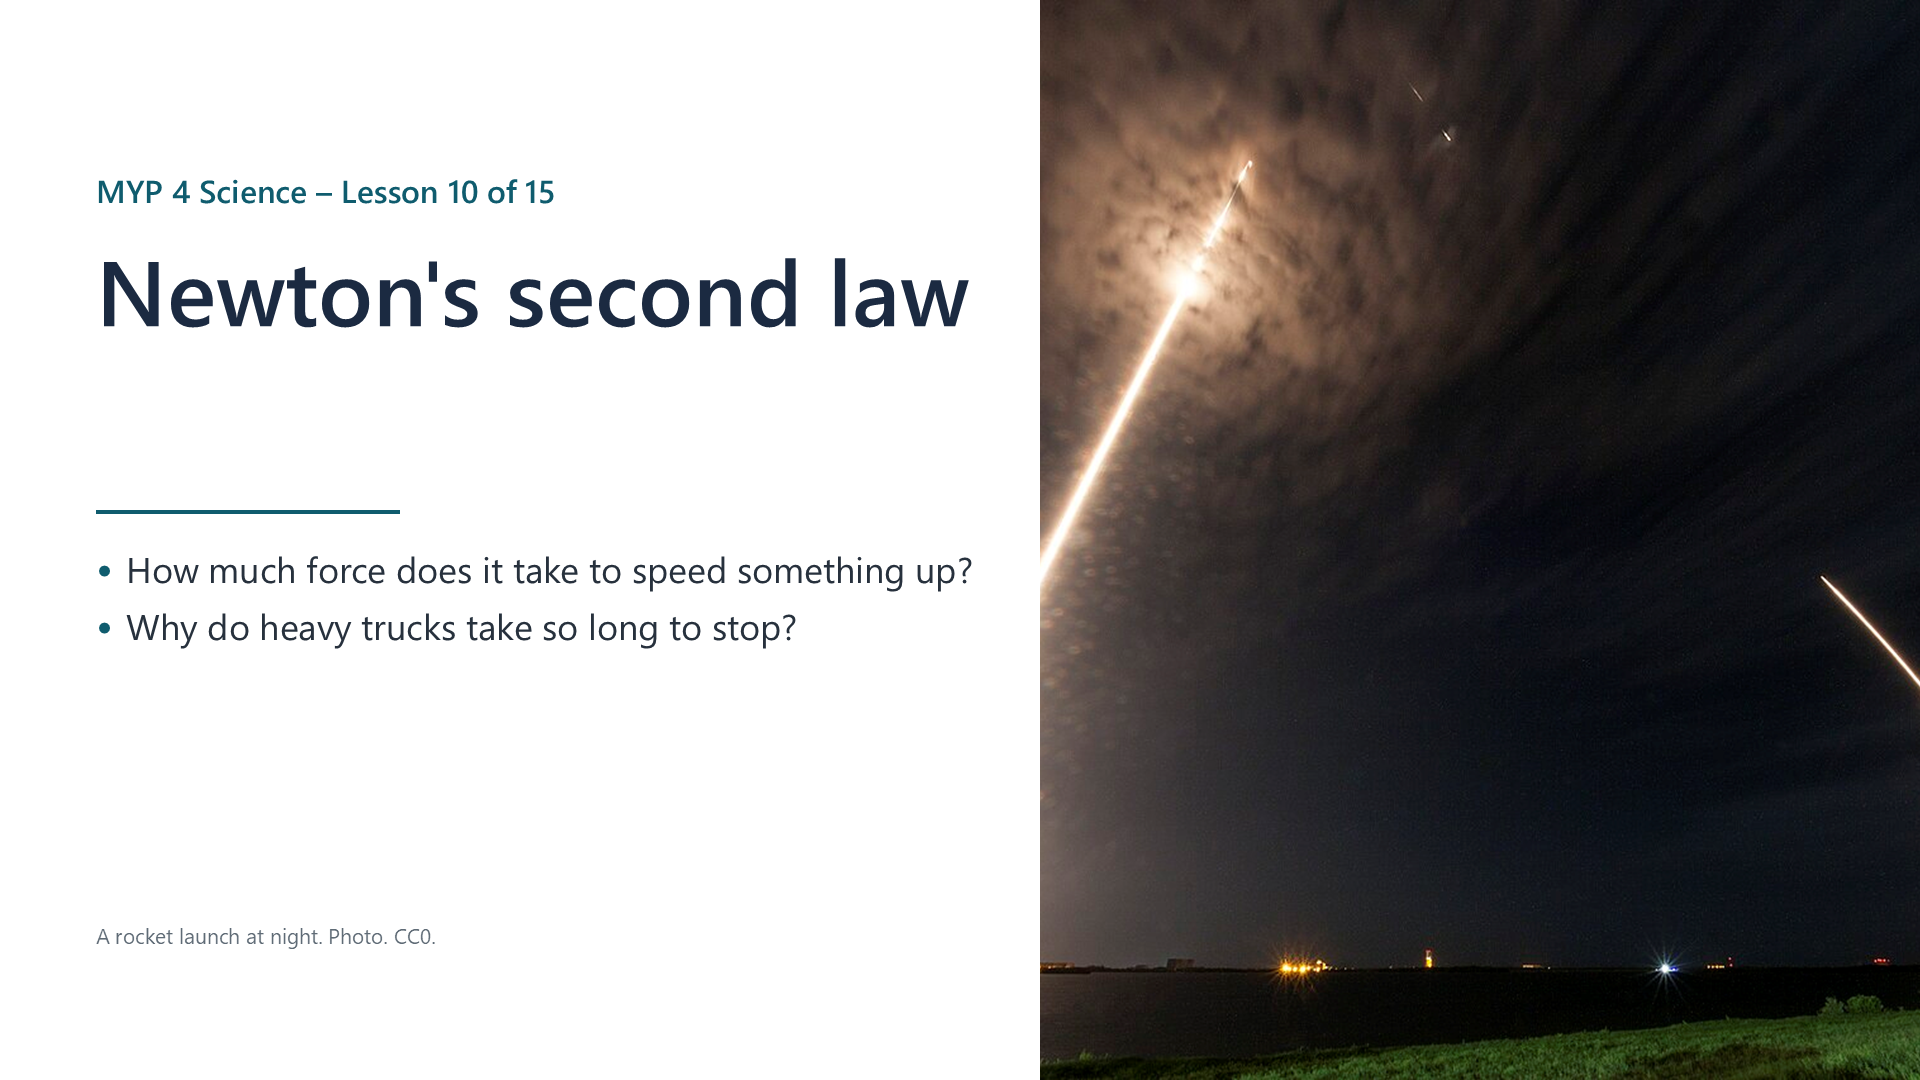 MYP 4 Science – Lesson 10 of 15
Newton's second law
• How much force does it take to speed something up?
• Why do heavy trucks take so long to stop?
A rocket launch at night. Photo. CC0.